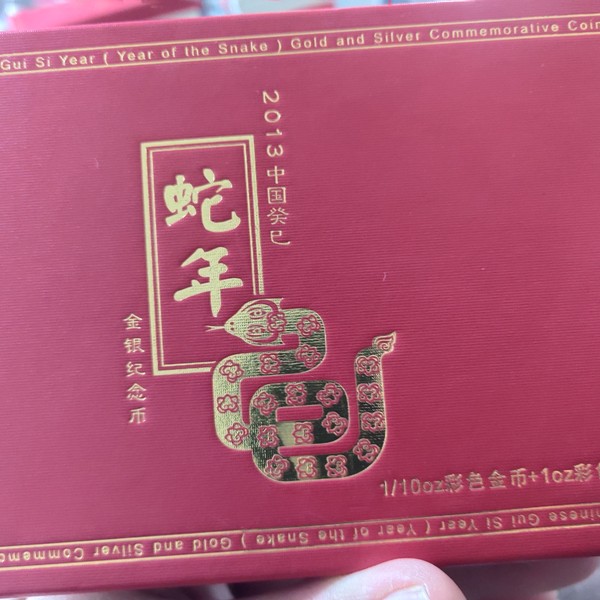 Gui Si Year ( Year of the Snake ) Gold and Silver Commemorative Coin
2013中国癸巳
蛇年
金银纪念币
1/10oz彩色金币+1oz彩
Chinese Gui Si Year ( Year of the Snake ) Gold and Silver Commemo